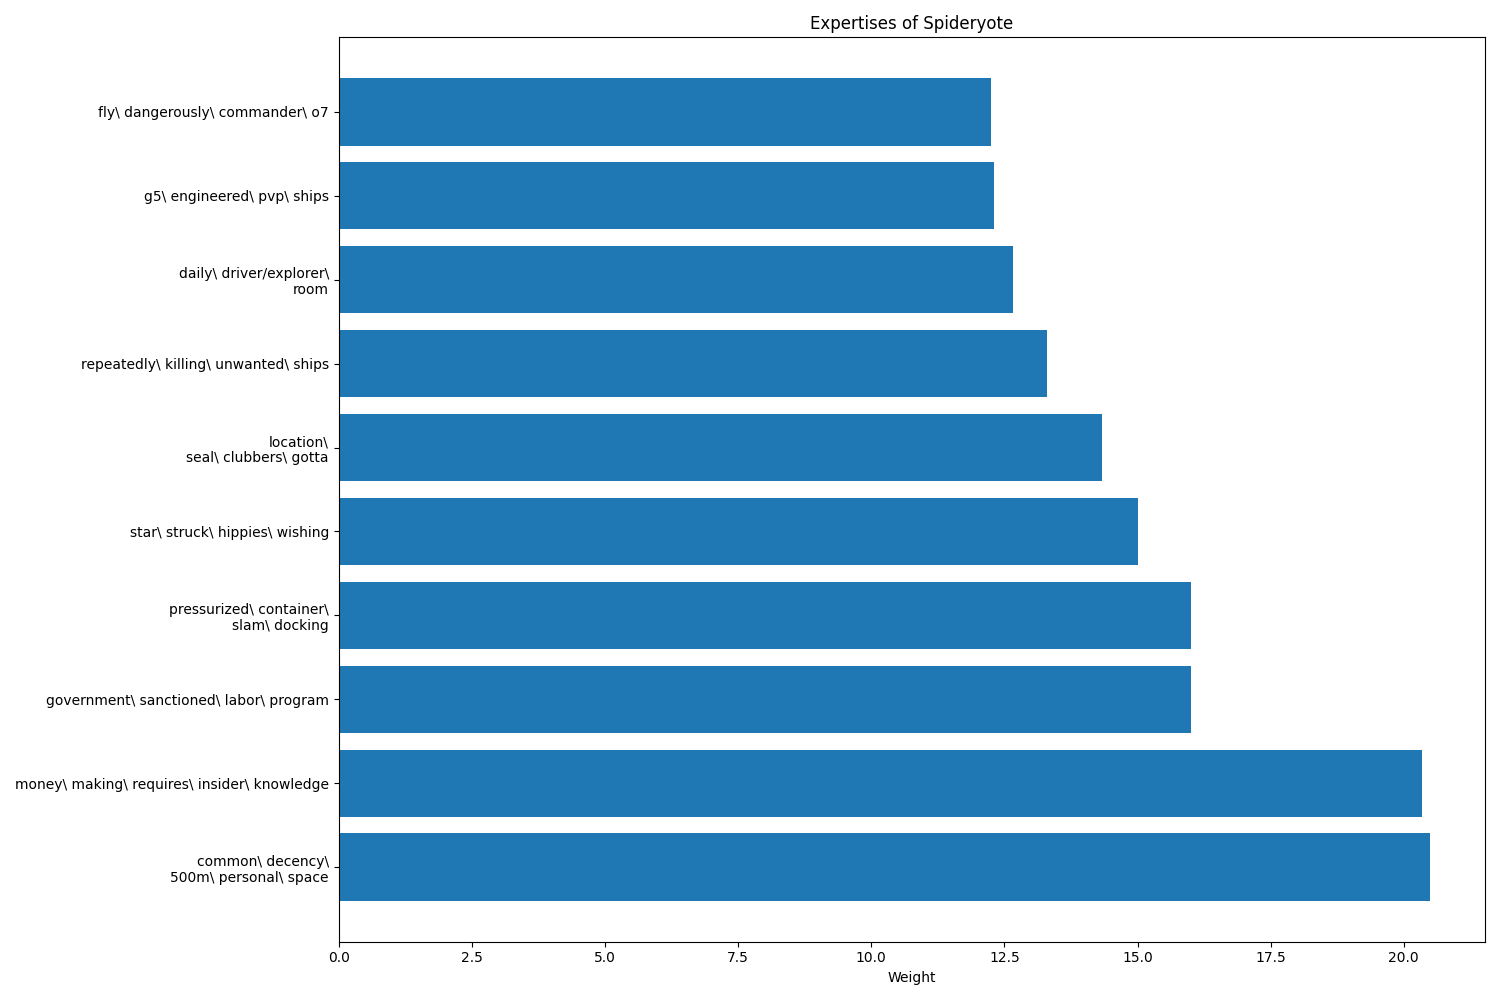 Expertises of Spideryote
fly\ dangerously\ commander\ o7
g5\ engineered\ pvp\ ships
daily\ driver/explorer\
room
repeatedly\ killing\ unwanted\ ships
location\
seal\ clubbers\ gotta
star\ struck\ hippies\ wishing
pressurized\ container\
slam\ docking
government\ sanctioned\ labor\ program
money\ making\ requires\ insider\ knowledge
common\ decency\
500m\ personal\ space
0.0 2.5 5.0 7.5 10.0 12.5 15.0 17.5 20.0
Weight